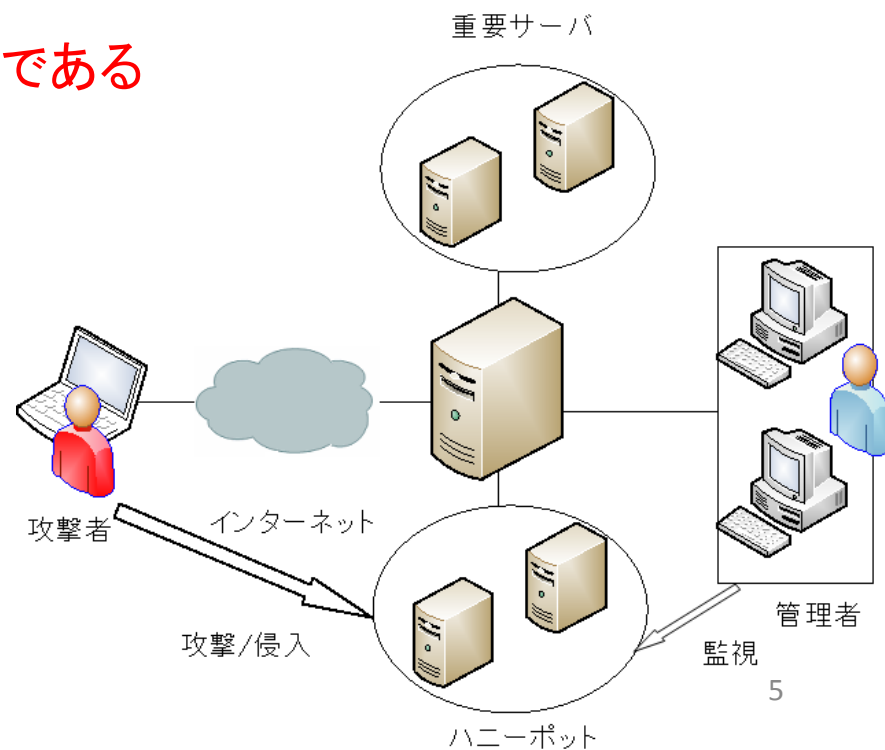 重要サーバ
である
インターネット
攻撃者
攻撃/侵入
管理者
監視
5
ハニーポット